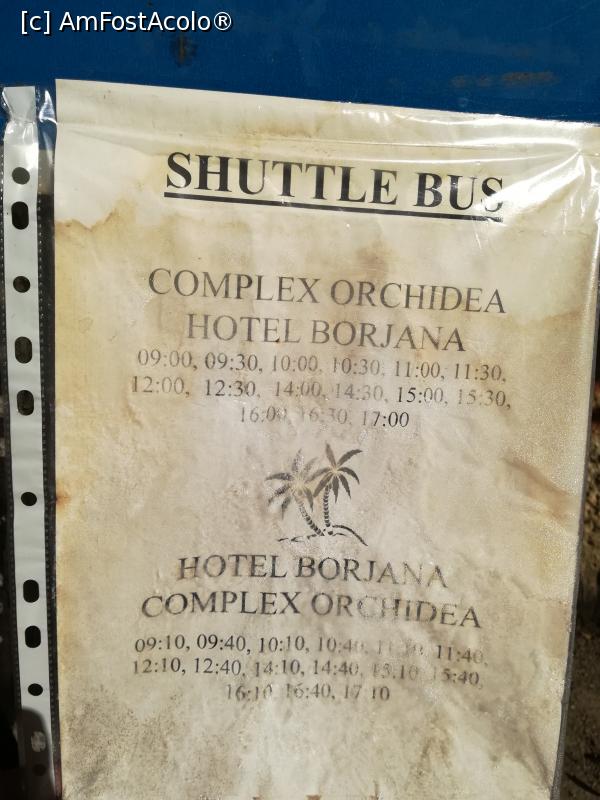 [c] AmFostAcolo®
SHUTTLE BUS
COMPLEX ORCHIDEA
HOTEL BORJANA
09:00, 09:30, 10:00, 10:30, 11:00, 11:30,
12:00, 12:30, 14:00, 14:30, 15:00, 15:30,
16:00, 16:30, 17:00
HOTEL BORJANA
COMPLEX ORCHIDEA
09:10, 09:40, 10:10, 10:40, 11:10, 11:40,
12:10, 12:40, 14:10, 14:40, 15:10, 15:40,
16:10, 16:40, 17:10